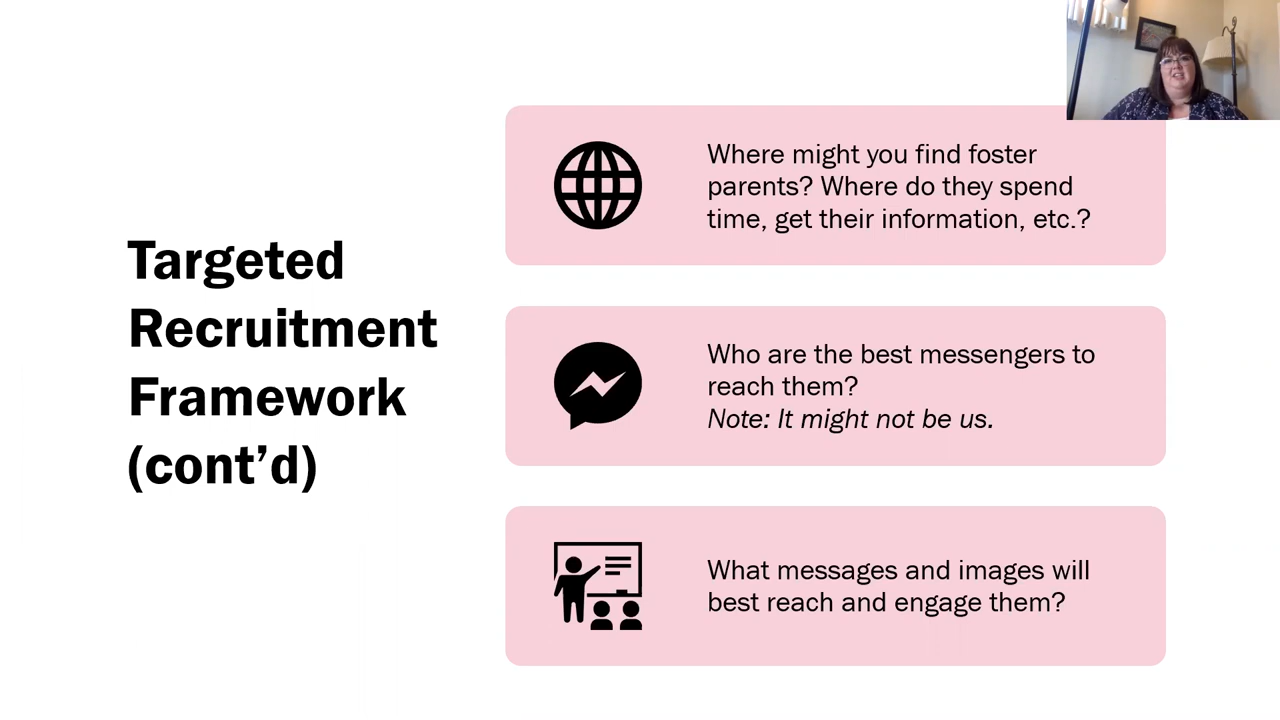 Targeted
Recruitment
Framework
(cont’d)
Where might you find foster
parents? Where do they spend
time, get their information, etc.?
Who are the best messengers to
reach them?
Note: It might not be us.
What messages and images will
best reach and engage them?